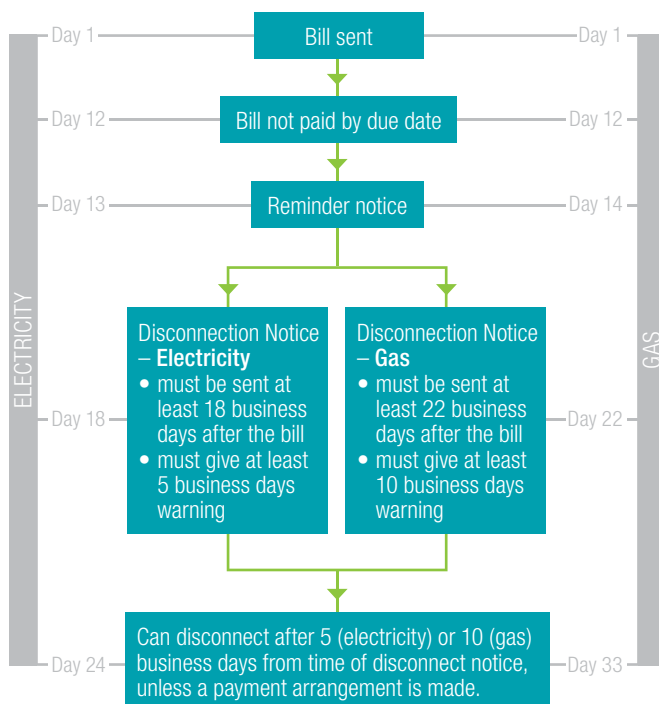 Day 1
Bill sent
Day 1
Day 12
Bill not paid by due date
Day 12
Day 13
Reminder notice
Day 14
ELECTRICITY
GAS
Disconnection Notice
– Electricity
• must be sent at
least 18 business
days after the bill
• must give at least
5 business days
warning
Day 18
Disconnection Notice
– Gas
• must be sent at
least 22 business
days after the bill
• must give at least
10 business days
warning
Day 22
Day 24
Can disconnect after 5 (electricity) or 10 (gas)
business days from time of disconnect notice,
unless a payment arrangement is made.
Day 33